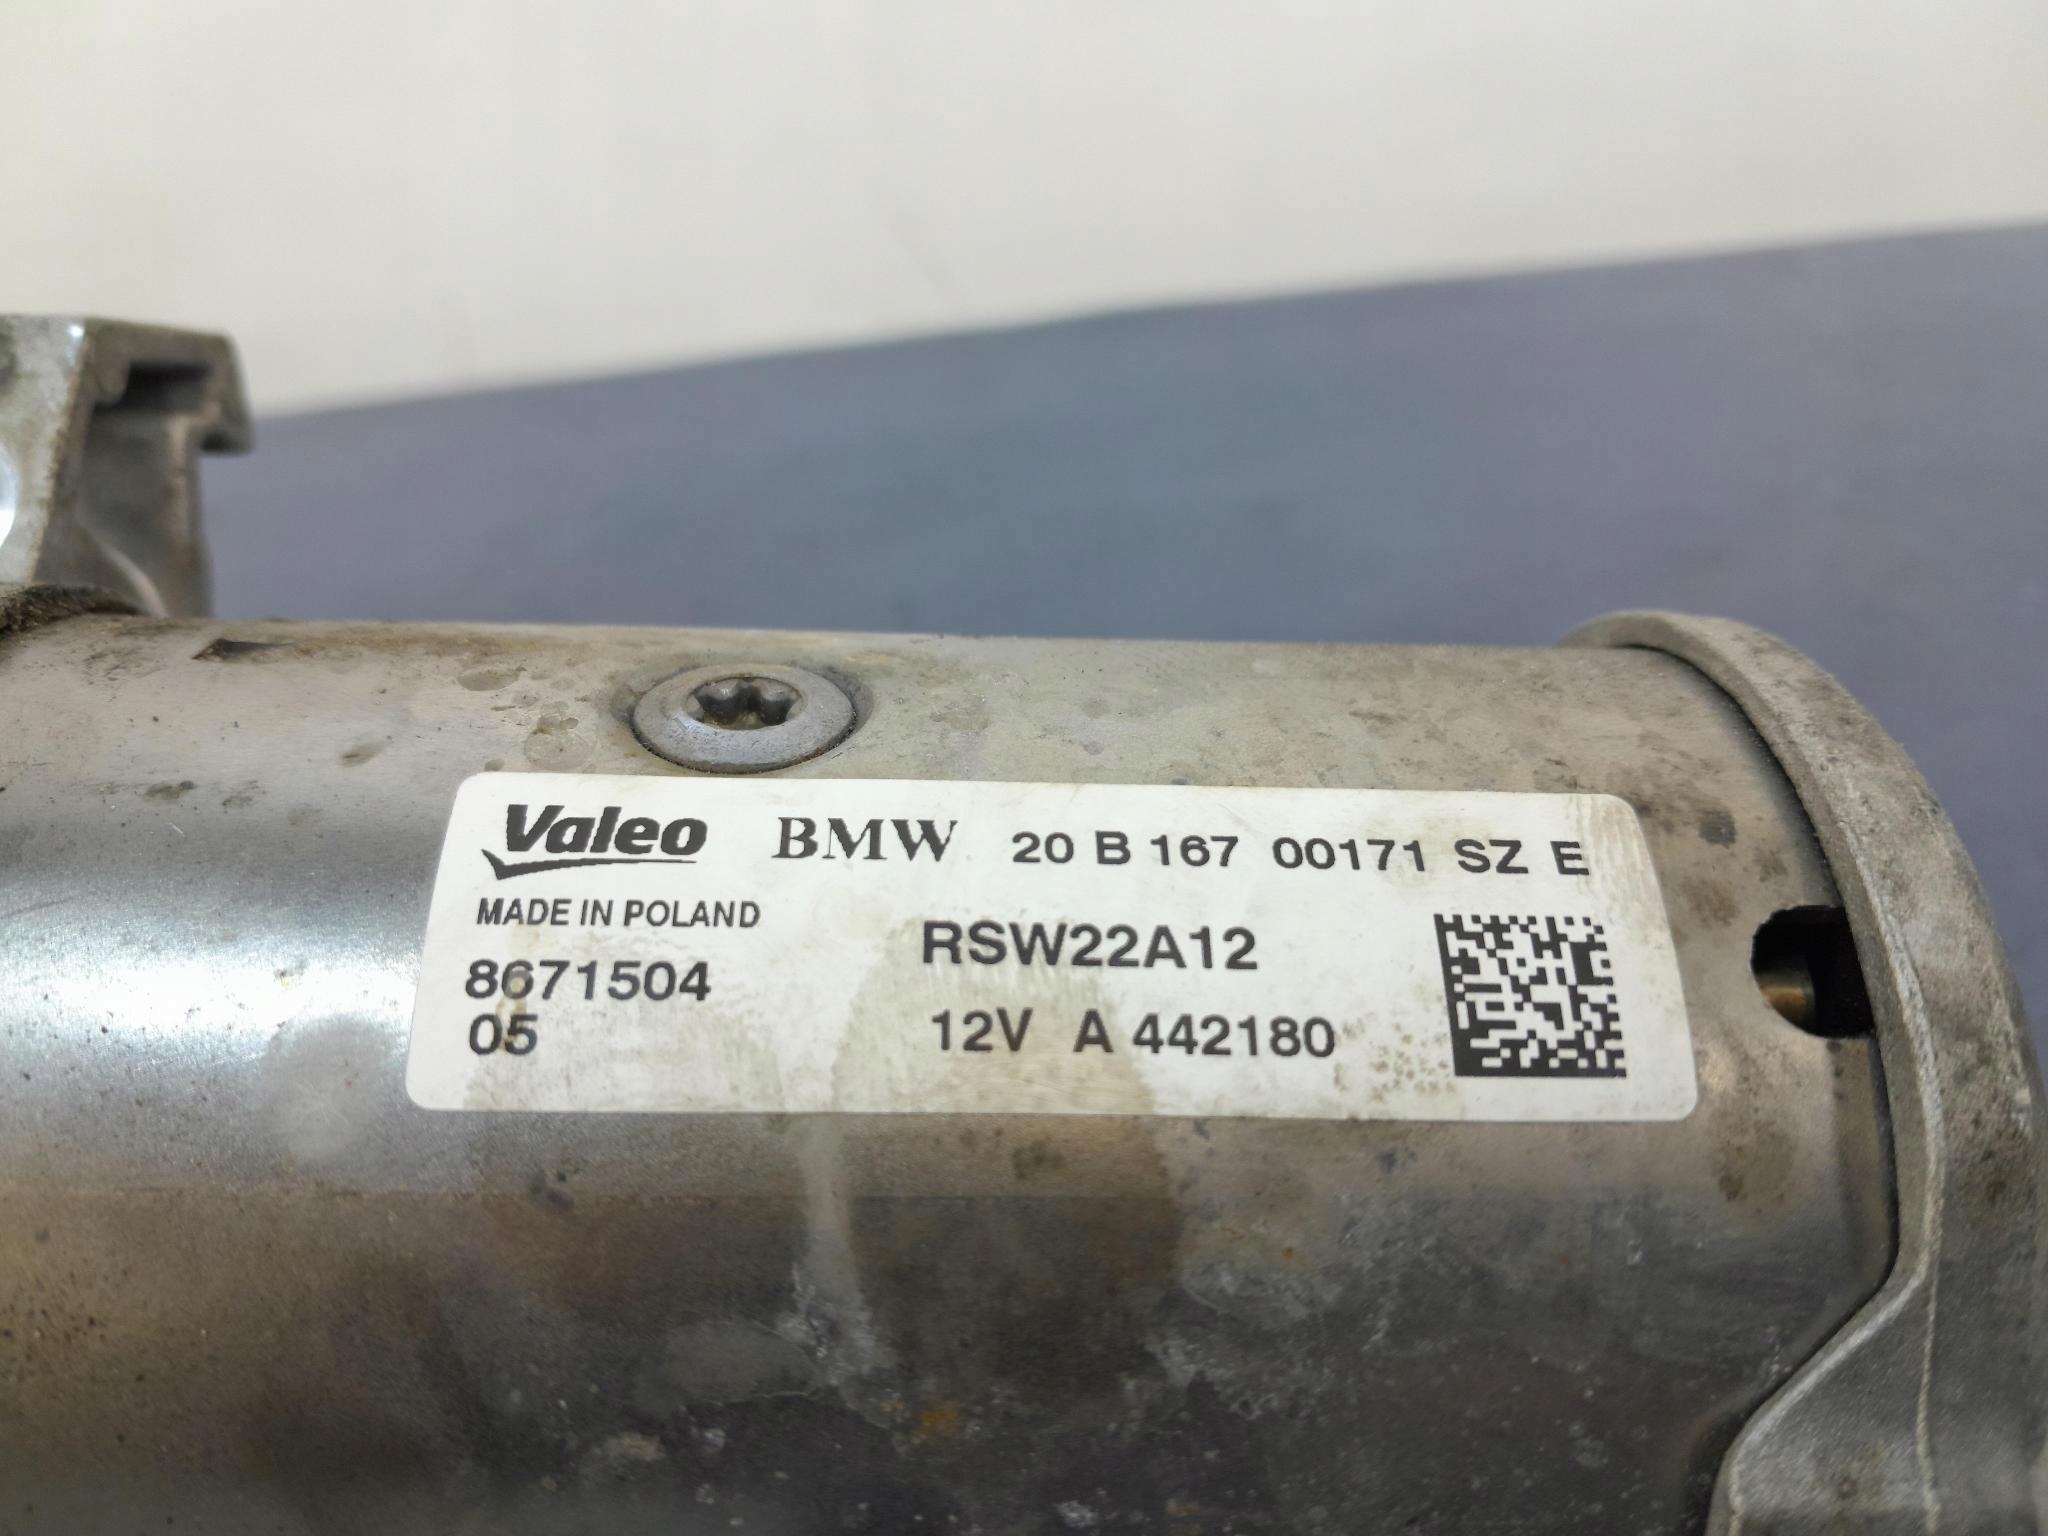 Valeo BMW 20 B 167 00171 SZ E
MADE IN POLAND
RSW22A12
8671504
05
12V A 442180